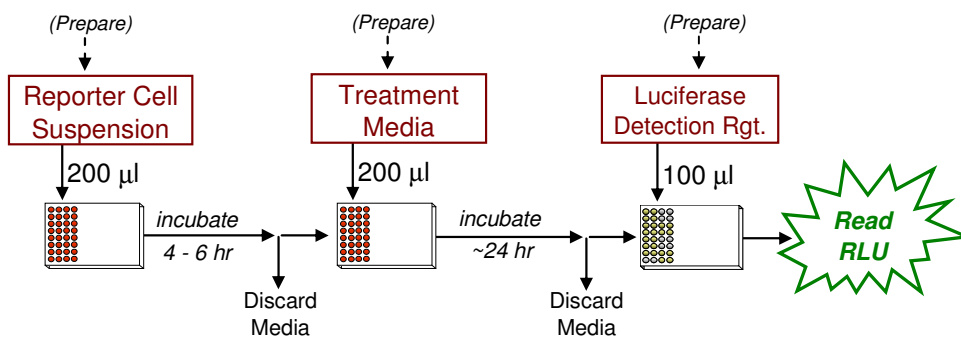 (Prepare)
(Prepare)
(Prepare)
Reporter Cell
Suspension
Treatment
Media
Luciferase
Detection Rgt.
200 µl
200 µl
100 µl
incubate
4 - 6 hr
incubate
~24 hr
Read
RLU
Discard
Media
Discard
Media